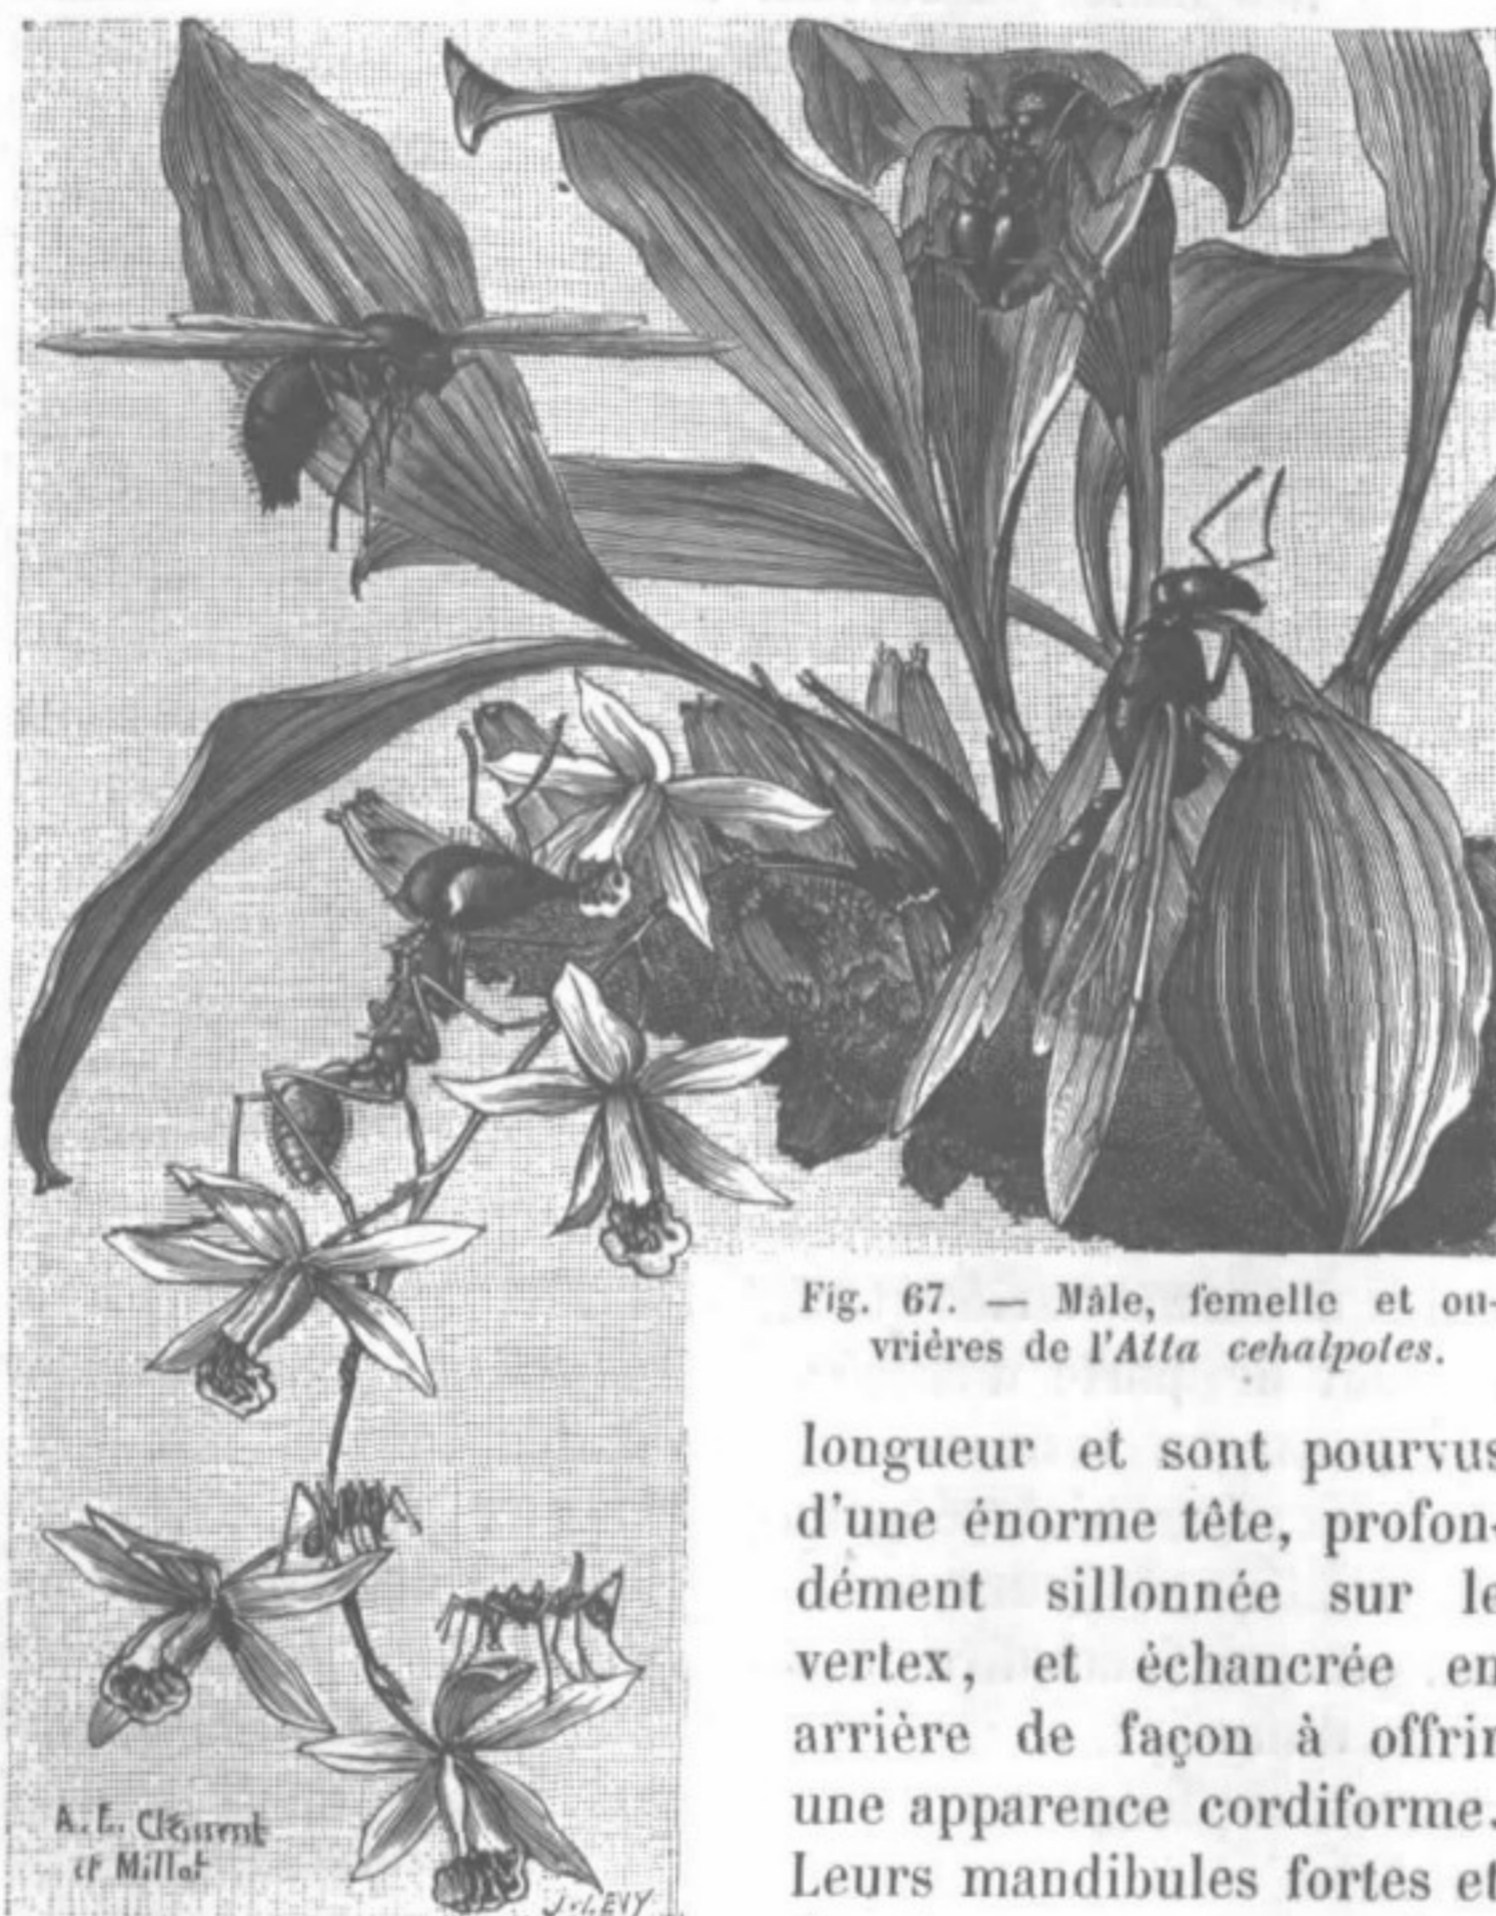 Fig. 67. — Mâle, femelle et ou-
vrières de l'Atta cehalpotes.
longueur et sont pourvus
d'une énorme tête, profon-
dément sillonnée sur le
vertex, et échancrée en
arrière de façon à offrir
une apparence cordiforme.
Leurs mandibules fortes et
A. L. Clément
et Millot